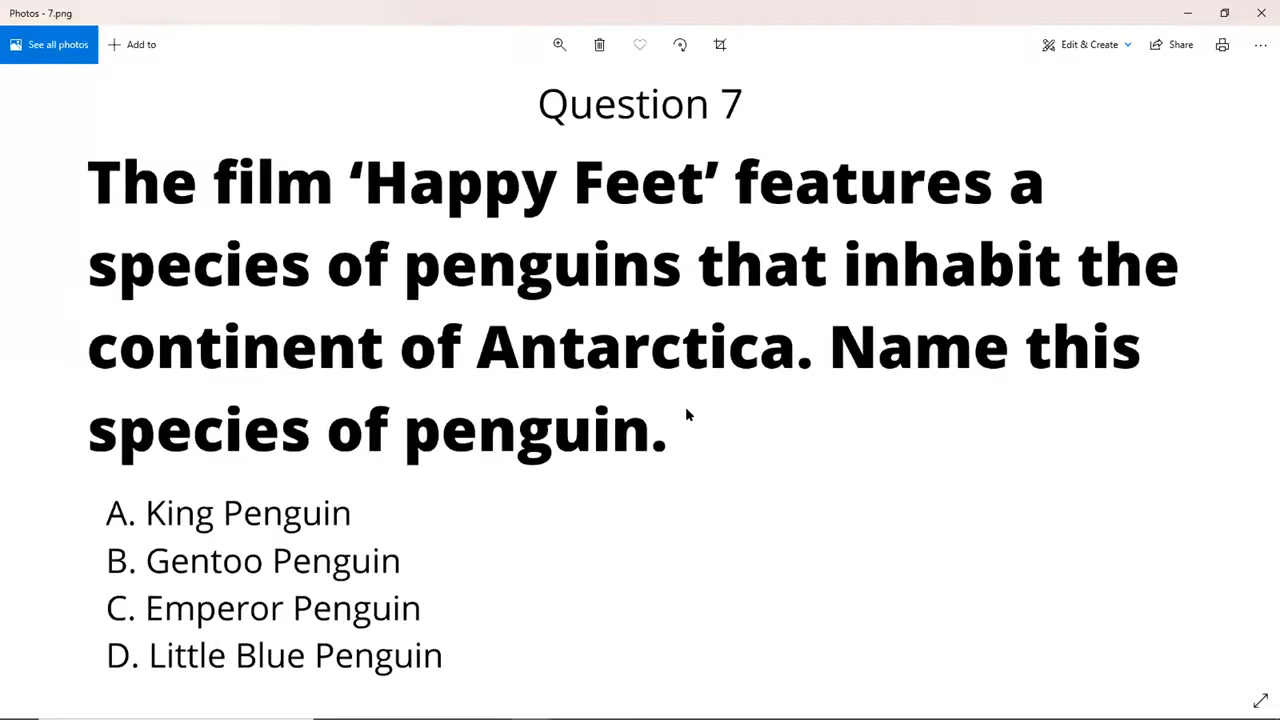 Photos - 7.png
See all photos
Add to
Edit & Create
Share
Question 7
The film ‘Happy Feet’ features a
species of penguins that inhabit the
continent of Antarctica. Name this
species of penguin.
A. King Penguin
B. Gentoo Penguin
C. Emperor Penguin
D. Little Blue Penguin